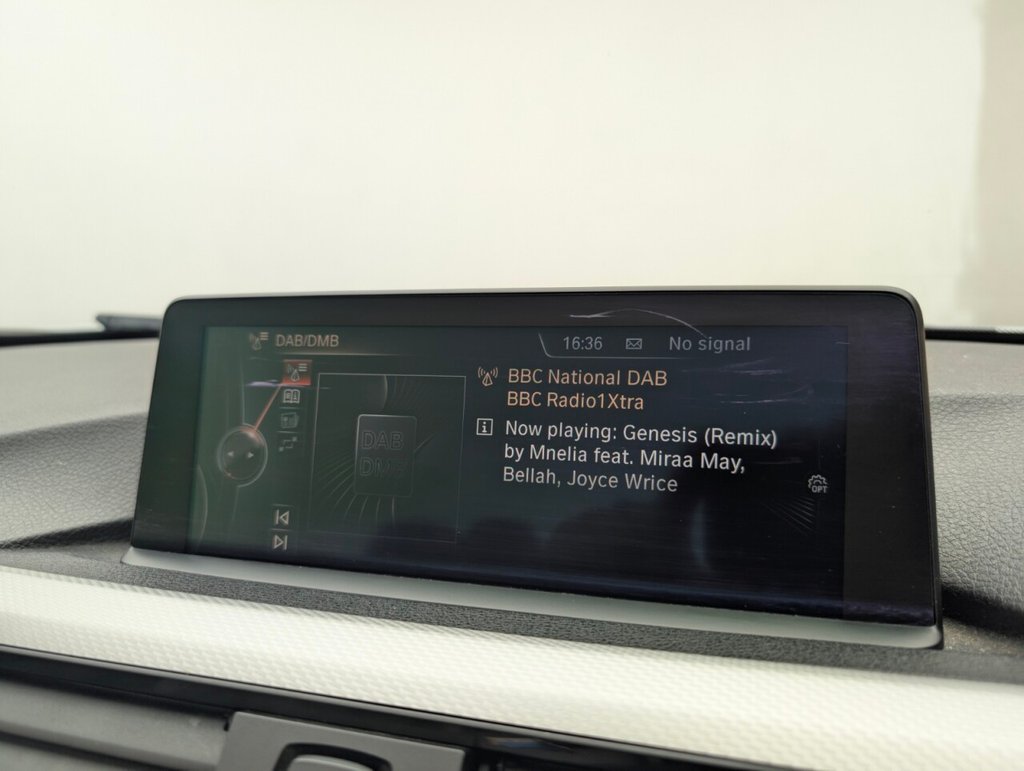 DAB/DMB
16:36
No signal
BBC National DAB
BBC Radio1Xtra
Now playing: Genesis (Remix)
by Mnelia feat. Miraa May,
Bellah, Joyce Wrice
DAB
DMB
OPT